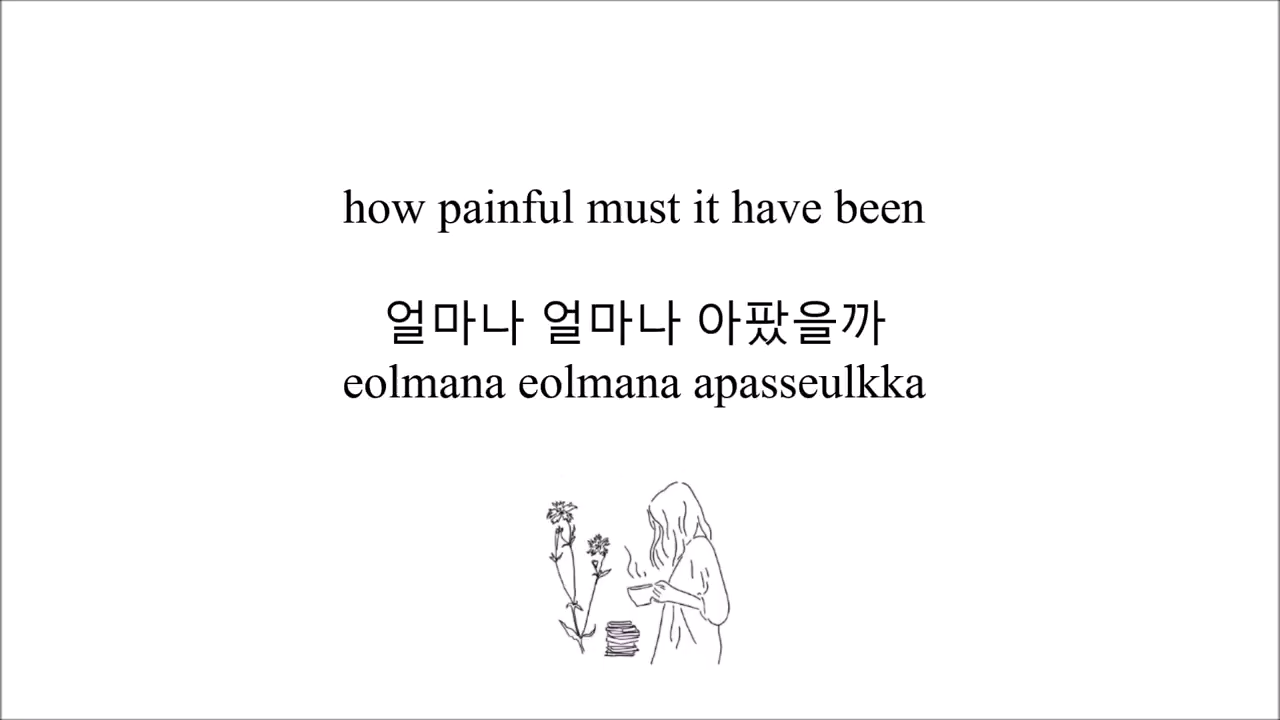 how painful must it have been
얼마나 얼마나 아팠을까
eolmana eolmana apasseulkka